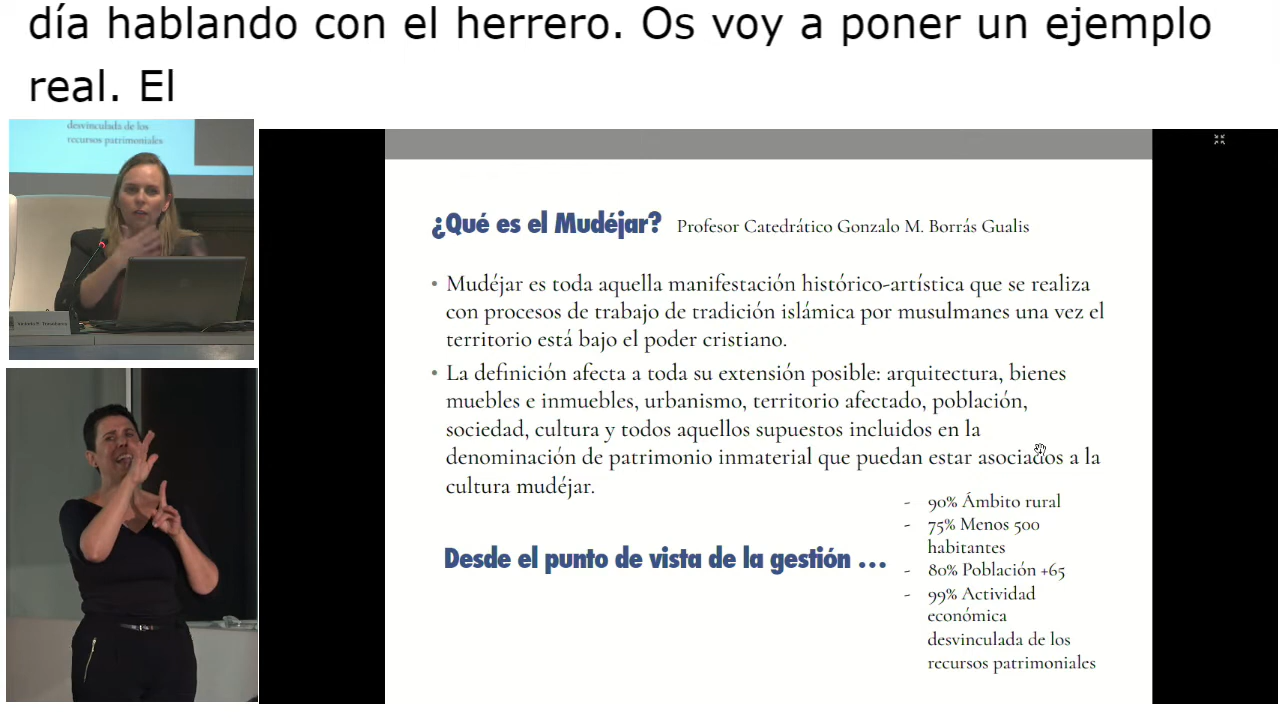 día hablando con el herrero. Os voy a poner un ejemplo
real. El
desvinculada de los
recursos patrimoniales
¿Qué es el Mudéjar? Profesor Catedrático Gonzalo M. Borrás Gualis
• Mudéjar es toda aquella manifestación histórico-artística que se realiza
con procesos de trabajo de tradición islámica por musulmanes una vez el
territorio está bajo el poder cristiano.
• La definición afecta a toda su extensión posible: arquitectura, bienes
muebles e inmuebles, urbanismo, territorio afectado, población,
sociedad, cultura y todos aquellos supuestos incluidos en la
denominación de patrimonio inmaterial que puedan estar asociados a la
cultura mudéjar.
Desde el punto de vista de la gestión ...
- 90% Ámbito rural
- 75% Menos 500
habitantes
- 80% Población +65
- 99% Actividad
económica
desvinculada de los
recursos patrimoniales